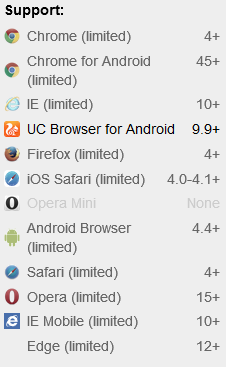 Support:
Chrome (limited) 4+
Chrome for Android 45+
(limited)
IE (limited) 10+
UC Browser for Android 9.9+
Firefox (limited) 4+
iOS Safari (limited) 4.0-4.1+
Opera Mini None
Android Browser 4.4+
(limited)
Safari (limited) 4+
Opera (limited) 15+
IE Mobile (limited) 10+
Edge (limited) 12+